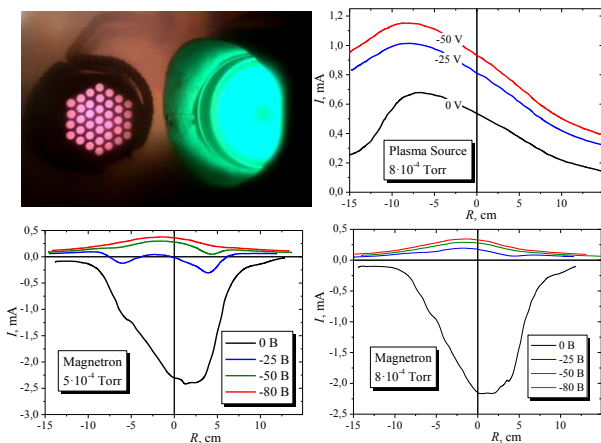 1,2
1,0
0,8
0,6
0,4
0,2
0,0
I, mA
-50 V
-25 V
0 V
Plasma Source
8·10-4 Torr
-15 -10 -5 0 5 10
R, cm
0,5
0,0
-0,5
-1,0
-1,5
-2,0
-2,5
-3,0
I, mA
Magnetron
5·10-4 Torr
0 В
-25 В
-50 В
-80 В
-15 -10 -5 0 5 10 15
R, cm
0,5
0,0
-0,5
-1,0
-1,5
-2,0
-2,5
I, mA
Magnetron
8·10-4 Torr
0 В
-25 В
-50 В
-80 В
-15 -10 -5 0 5 10 15
R, cm